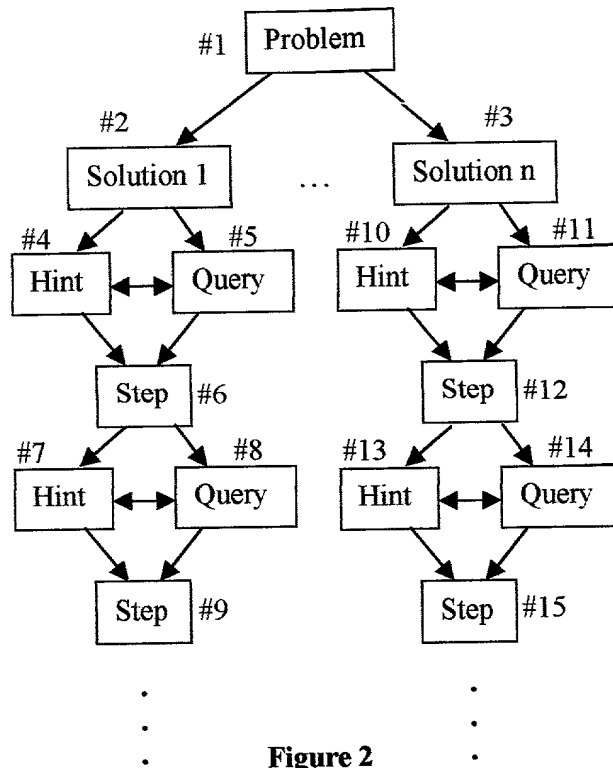 #1 Problem
#2 #3
Solution 1 ... Solution n
#4 #5 #10 #11
Hint Query Hint Query
Step #6 Step #12
#7 #8 #13 #14
Hint Query Hint Query
Step #9 Step #15
Figure 2